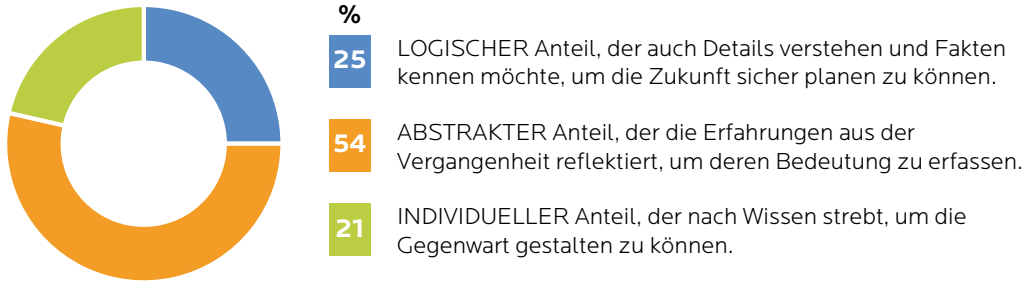 %
25
LOGISCHER Anteil, der auch Details verstehen und Fakten
kennen möchte, um die Zukunft sicher planen zu können.
54
ABSTRAKTER Anteil, der die Erfahrungen aus der
Vergangenheit reflektiert, um deren Bedeutung zu erfassen.
21
INDIVIDUELLER Anteil, der nach Wissen strebt, um die
Gegenwart gestalten zu können.